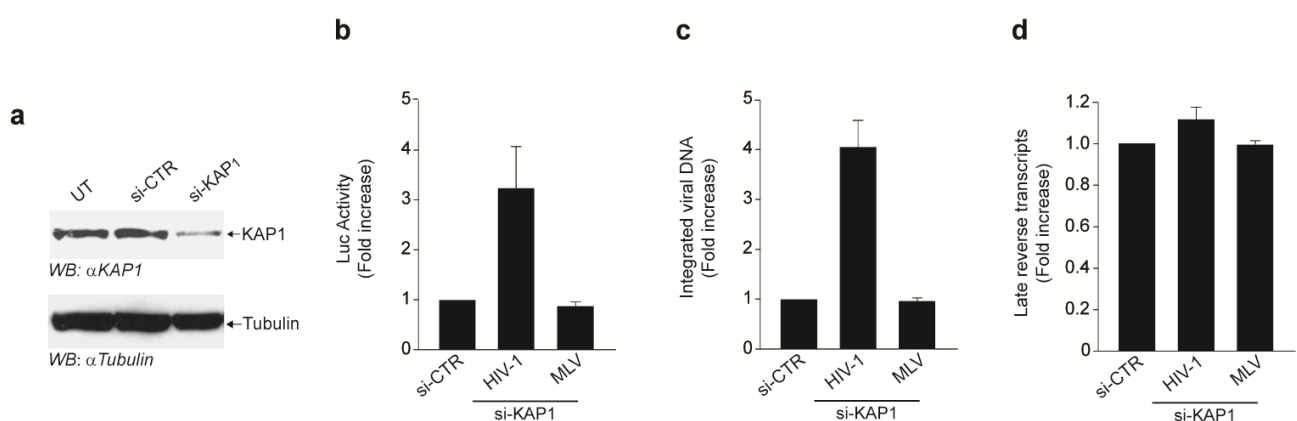 a
UT
si-CTR
si-KAP1
KAP1
WB: αKAP1
Tubulin
WB: αTubulin
b
Luc Activity
(Fold increase)
5
4
3
2
1
0
si-CTR
HIV-1
MLV
si-KAP1
c
Integrated viral DNA
(Fold increase)
5
4
3
2
1
0
si-CTR
HIV-1
MLV
si-KAP1
d
Late reverse transcripts
(Fold increase)
1.2
1.0
0.8
0.6
0.4
0.2
0
si-CTR
HIV-1
MLV
si-KAP1